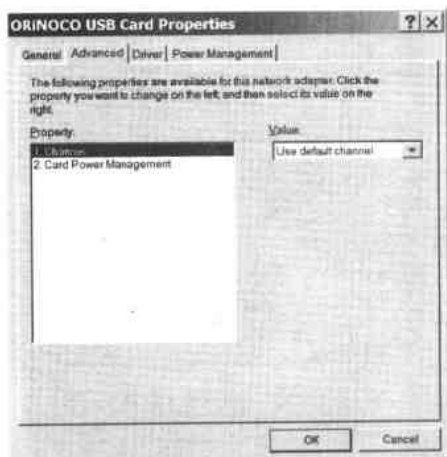 ORiNOCO USB Card Properties
General Advanced Driver Power Management
The following properties are available for this network adapter. Click the
property you want to change on the left, and then select its value on the
right.
Property: Value:
1. Channel
2. Card Power Management
Use default channel
OK Cancel